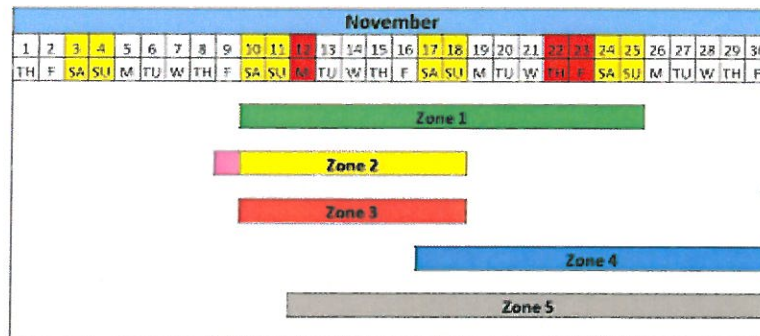 November
1 2 3 4 5 6 7 8 9 10 11 12 13 14 15 16 17 18 19 20 21 22 23 24 25 26 27 28 29 30
TH F SA SU M TU W TH F SA SU M TU W TH F SA SU M TU W TH F SA SU M TU W TH F
Zone 1
Zone 2
Zone 3
Zone 4
Zone 5